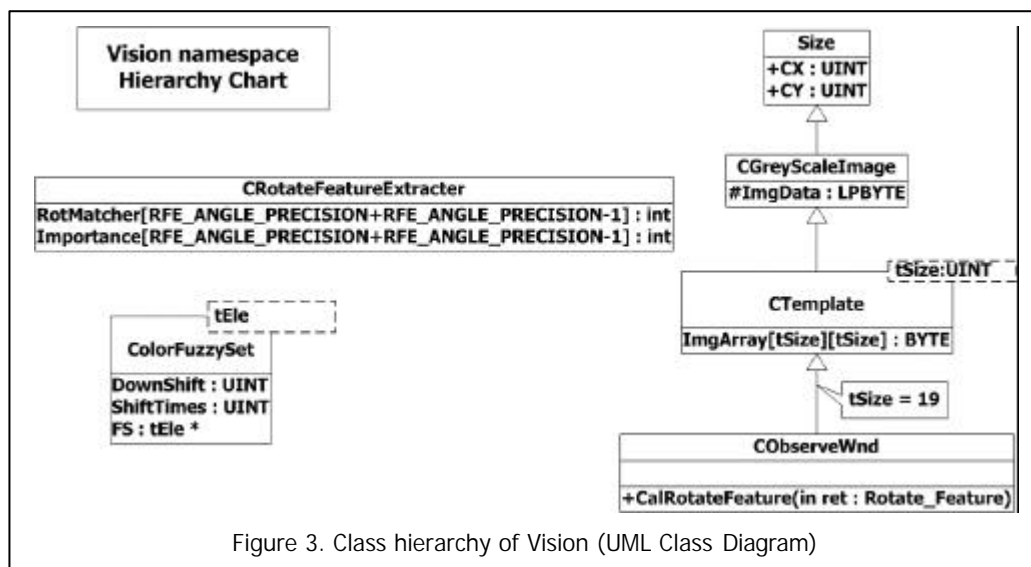 Vision namespace
Hierarchy Chart
Size
+CX : UINT
+CY : UINT
CGreyScaleImage
#ImgData : LPBYTE
CRotateFeatureExtracter
RotMatcher[RFE_ANGLE_PRECISION+RFE_ANGLE_PRECISION-1] : int
Importance[RFE_ANGLE_PRECISION+RFE_ANGLE_PRECISION-1] : int
tSize:UINT
CTemplate
ImgArray[tSize][tSize] : BYTE
tEle
ColorFuzzySet
DownShift : UINT
ShiftTimes : UINT
FS : tEle *
tSize = 19
CObserveWnd
+CalRotateFeature(in ret : Rotate_Feature)
Figure 3. Class hierarchy of Vision (UML Class Diagram)